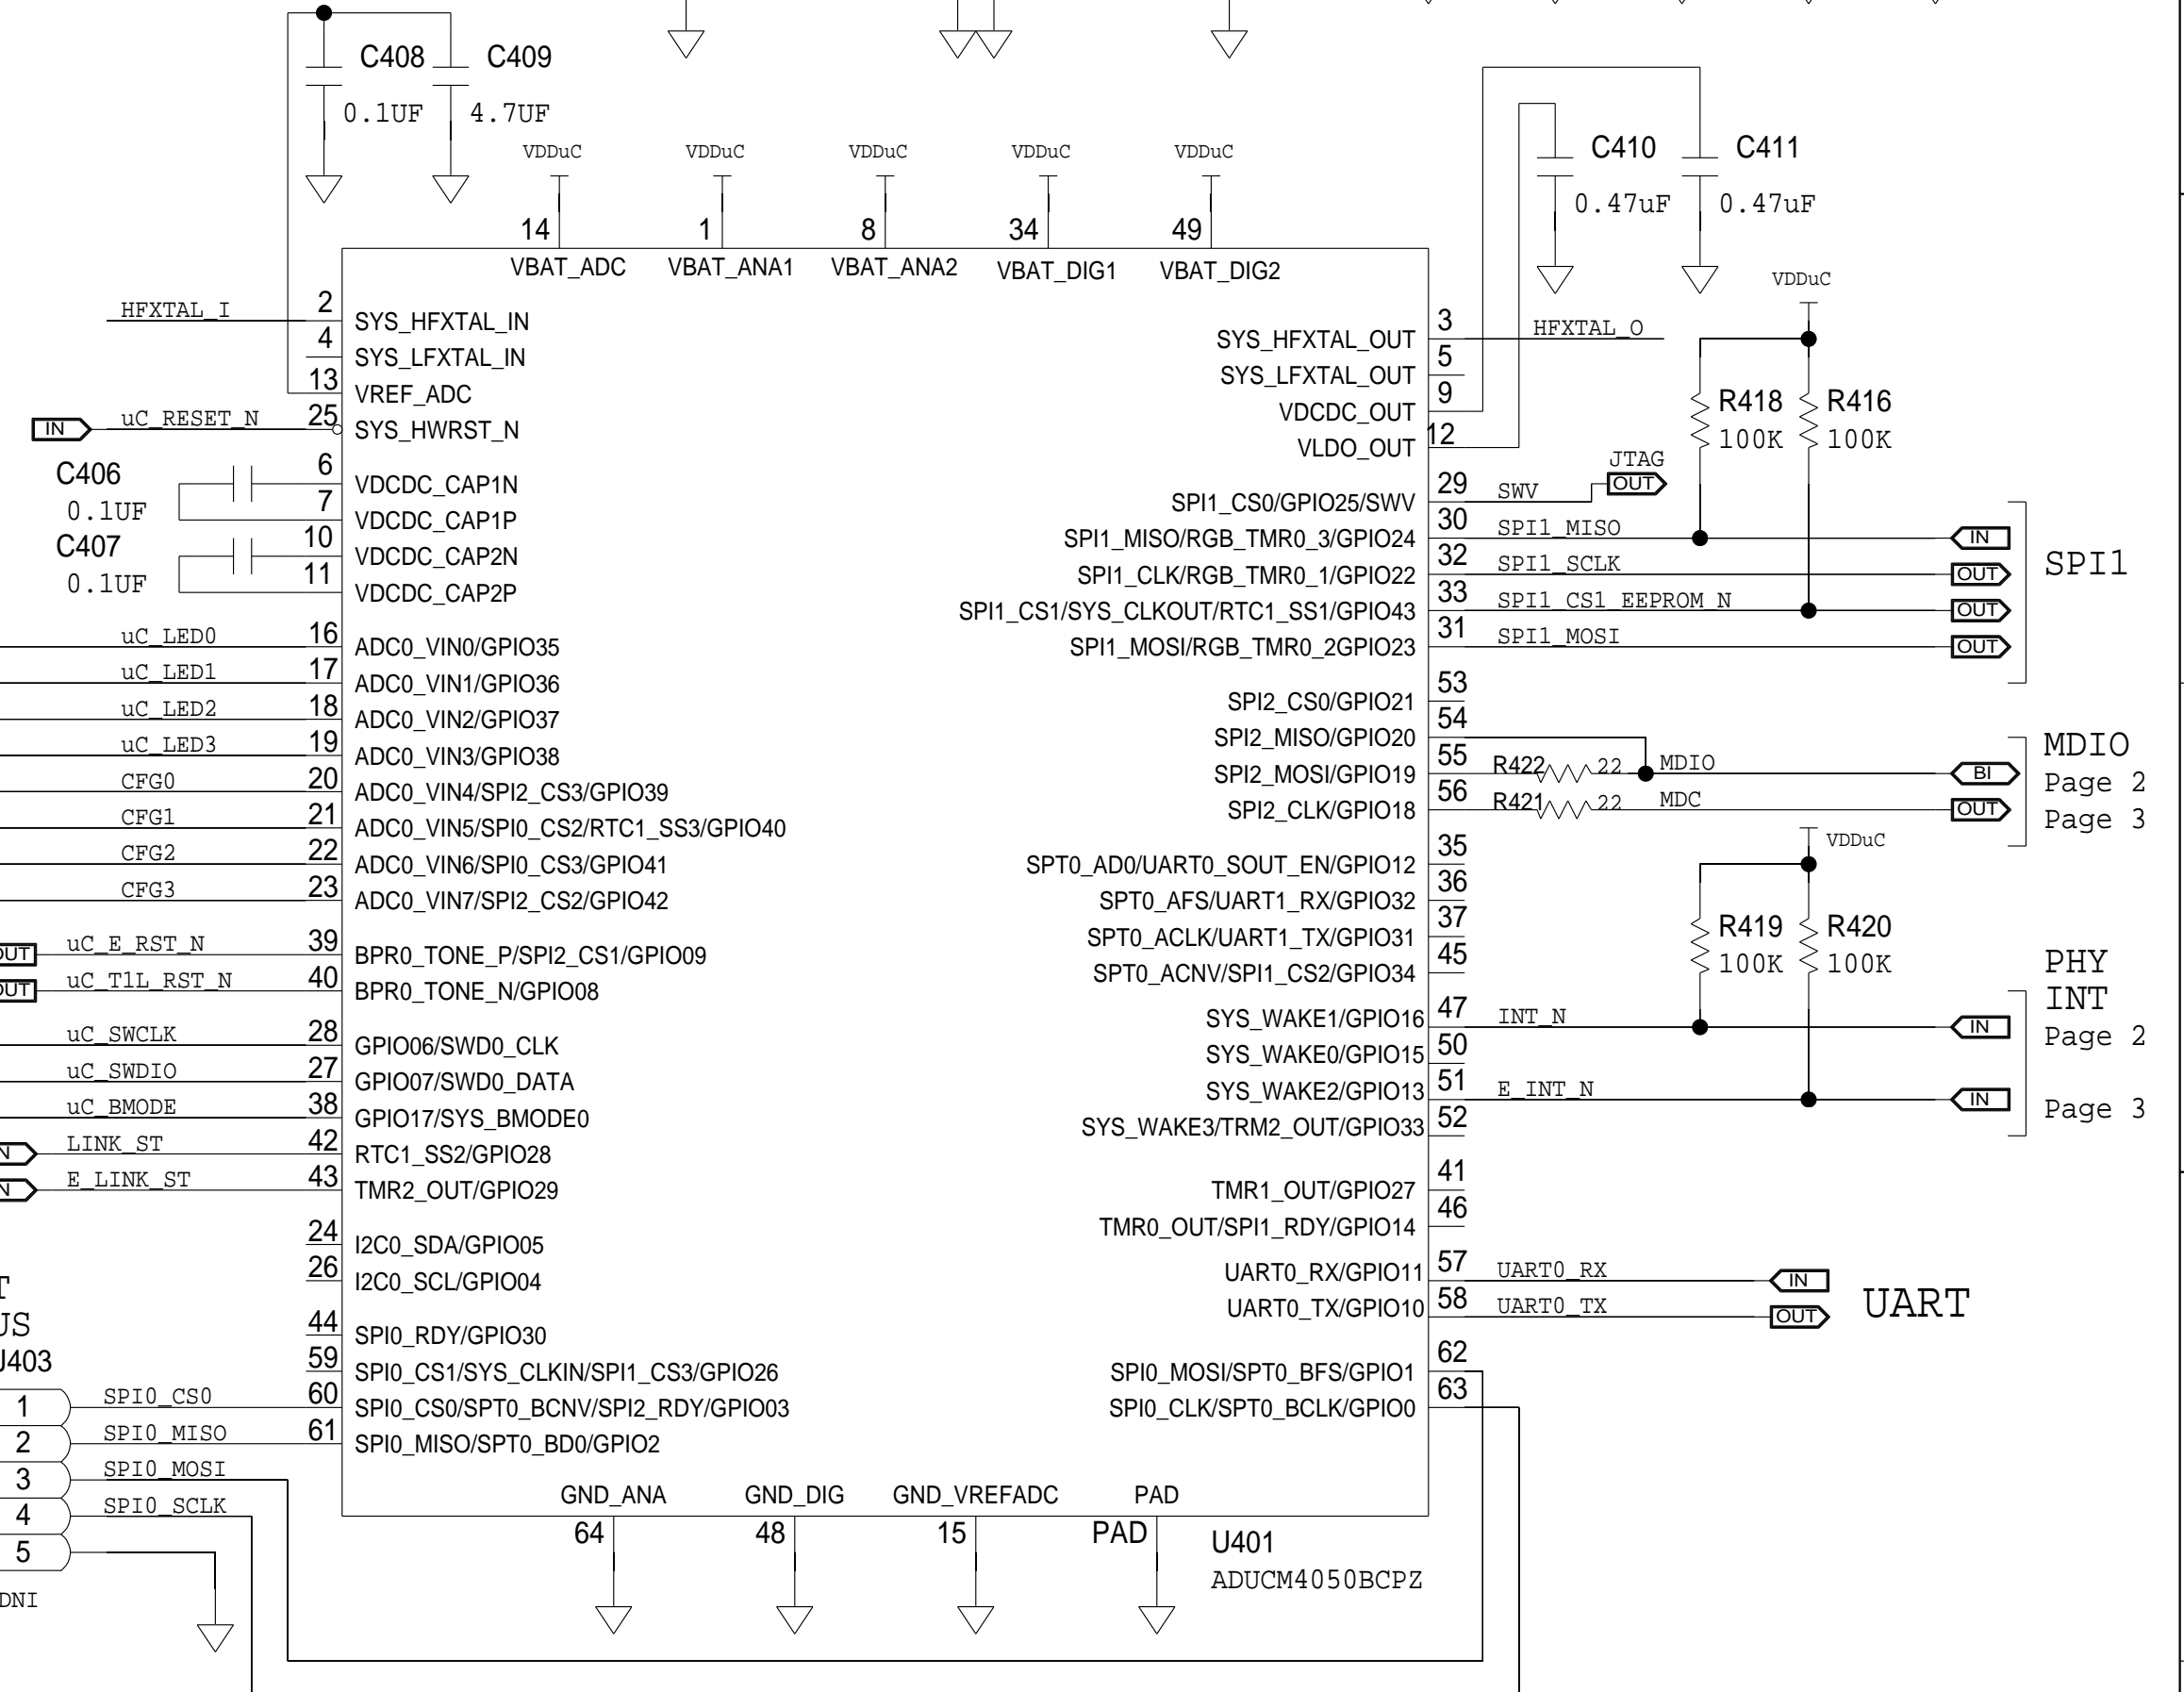 C408 C409
0.1UF 4.7UF
C410 C411
0.47uF 0.47uF
VDDuC VDDuC VDDuC VDDuC VDDuC
14 1 8 34 49
VBAT_ADC VBAT_ANA1 VBAT_ANA2 VBAT_DIG1 VBAT_DIG2
HFXTAL_I 2 SYS_HFXTAL_IN
4 SYS_LFXTAL_IN
13 VREF_ADC
IN uC_RESET_N 25 SYS_HWRST_N
C406
0.1UF
6 VDCDC_CAP1N
7 VDCDC_CAP1P
C407
0.1UF
10 VDCDC_CAP2N
11 VDCDC_CAP2P
uC_LED0 16 ADC0_VIN0/GPIO35
uC_LED1 17 ADC0_VIN1/GPIO36
uC_LED2 18 ADC0_VIN2/GPIO37
uC_LED3 19 ADC0_VIN3/GPIO38
CFG0 20 ADC0_VIN4/SPI2_CS3/GPIO39
CFG1 21 ADC0_VIN5/SPI0_CS2/RTC1_SS3/GPIO40
CFG2 22 ADC0_VIN6/SPI0_CS3/GPIO41
CFG3 23 ADC0_VIN7/SPI2_CS2/GPIO42
uC_E_RST_N 39 BPR0_TONE_P/SPI2_CS1/GPIO09
uC_T1L_RST_N 40 BPR0_TONE_N/GPIO08
uC_SWCLK 28 GPIO06/SWD0_CLK
uC_SWDIO 27 GPIO07/SWD0_DATA
uC_BMODE 38 GPIO17/SYS_BMODE0
LINK_ST 42 RTC1_SS2/GPIO28
E_LINK_ST 43 TMR2_OUT/GPIO29
24 I2C0_SDA/GPIO05
26 I2C0_SCL/GPIO04
44 SPI0_RDY/GPIO30
59 SPI0_CS1/SYS_CLKIN/SPI1_CS3/GPIO26
1 SPI0_CS0 60 SPI0_CS0/SPT0_BCNV/SPI2_RDY/GPIO03
2 SPI0_MISO 61 SPI0_MISO/SPT0_BD0/GPIO2
3 SPI0_MOSI
4 SPI0_SCLK
5
DNI
VDDuC
SYS_HFXTAL_OUT 3 HFXTAL_O
SYS_LFXTAL_OUT 5
VDCDC_OUT 9
VLDO_OUT 12
R418 R416
100K 100K
JTAG
SPI1_CS0/GPIO25/SWV 29 SWV OUT
SPI1_MISO/RGB_TMR0_3/GPIO24 30 SPI1_MISO IN
SPI1_CLK/RGB_TMR0_1/GPIO22 32 SPI1_SCLK OUT
SPI1_CS1/SYS_CLKOUT/RTC1_SS1/GPIO43 33 SPI1_CS1_EEPROM_N OUT
SPI1_MOSI/RGB_TMR0_2GPIO23 31 SPI1_MOSI OUT
SPI1
SPI2_CS0/GPIO21 53
SPI2_MISO/GPIO20 54
SPI2_MOSI/GPIO19 55 R422 22 MDIO BI
SPI2_CLK/GPIO18 56 R421 22 MDC OUT
MDIO
Page 2
Page 3
VDDuC
SPT0_AD0/UART0_SOUT_EN/GPIO12 35
SPT0_AFS/UART1_RX/GPIO32 36
SPT0_ACLK/UART1_TX/GPIO31 37
SPT0_ACNV/SPI1_CS2/GPIO34 45
R419 R420
100K 100K
SYS_WAKE1/GPIO16 47 INT_N IN
SYS_WAKE0/GPIO15 50
SYS_WAKE2/GPIO13 51 E_INT_N IN
SYS_WAKE3/TRM2_OUT/GPIO33 52
PHY
INT
Page 2
Page 3
TMR1_OUT/GPIO27 41
TMR0_OUT/SPI1_RDY/GPIO14 46
UART0_RX/GPIO11 57 UART0_RX IN
UART0_TX/GPIO10 58 UART0_TX OUT
UART
SPI0_MOSI/SPT0_BFS/GPIO1 62
SPI0_CLK/SPT0_BCLK/GPIO0 63
GND_ANA GND_DIG GND_VREFADC PAD
64 48 15 PAD
U401
ADUCM4050BCPZ